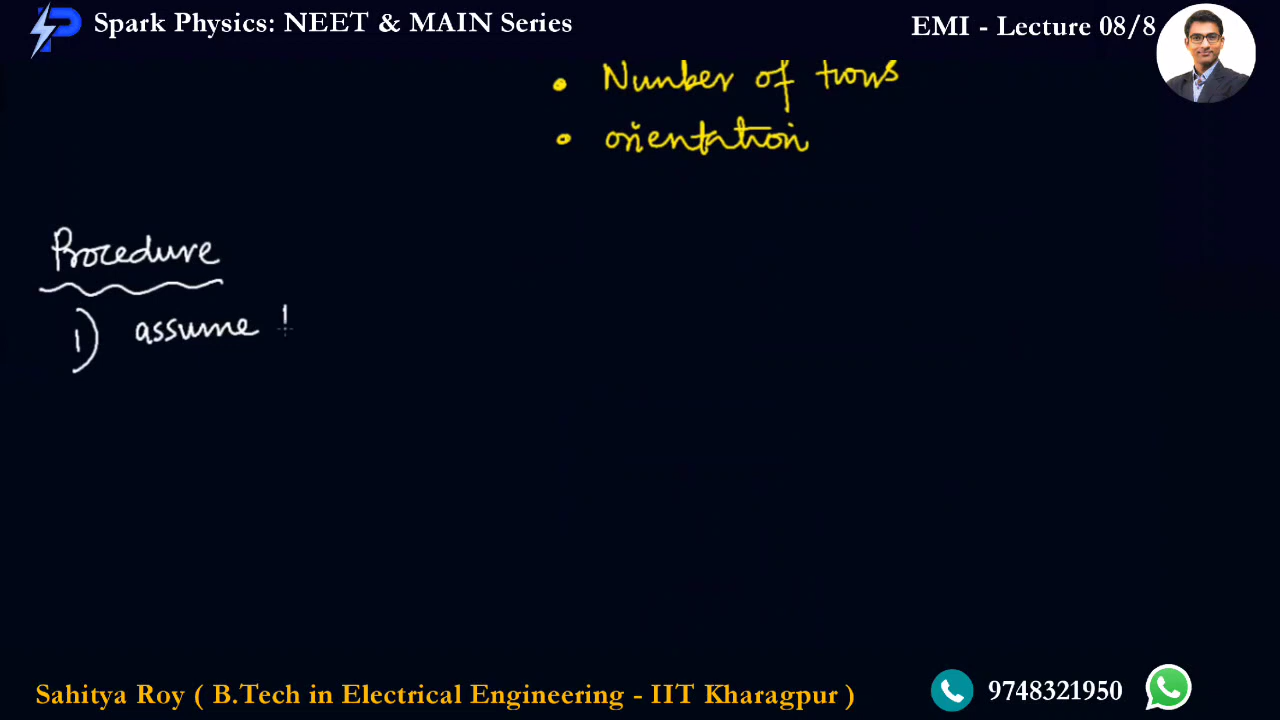 Spark Physics: NEET & MAIN Series
EMI - Lecture 08/8
• Number of turns
• orientation
Procedure
1) assume
Sahitya Roy ( B.Tech in Electrical Engineering - IIT Kharagpur )
9748321950